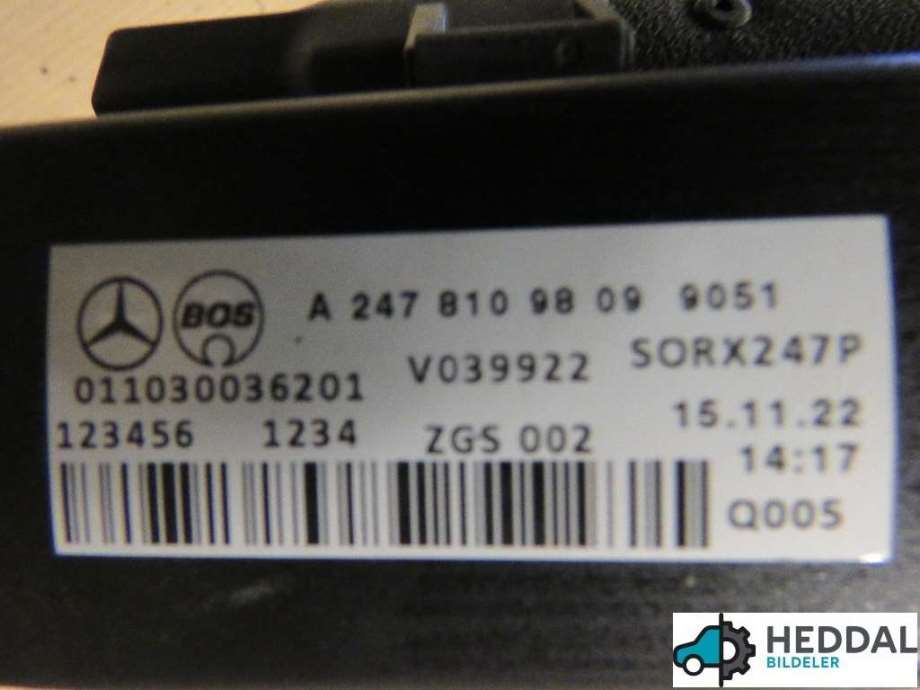 BOS A 247 810 98 09 9051
011030036201 V039922 SORX247P
123456 1234 ZGS 002 15.11.22
14:17
Q005
HEDDAL
BILDELER